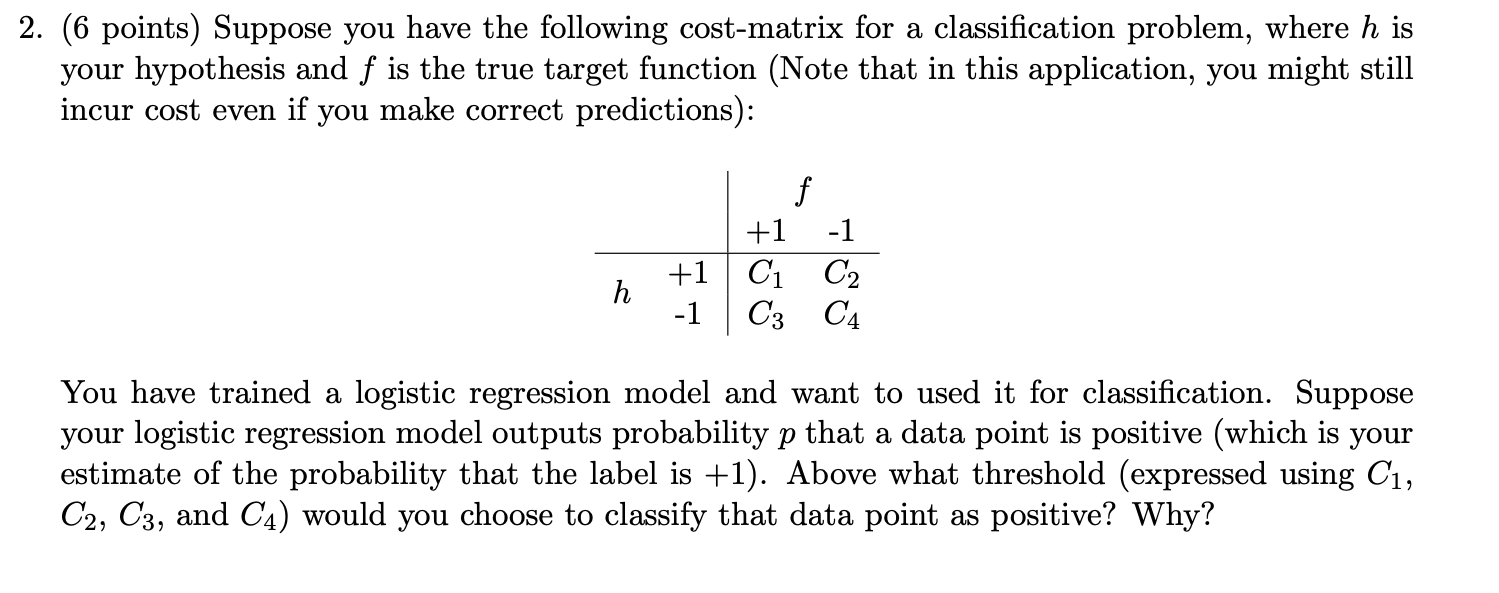 2. (6 points) Suppose you have the following cost-matrix for a classification problem, where h is
your hypothesis and f is the true target function (Note that in this application, you might still
incur cost even if you make correct predictions):
f
+1 -1
h +1 C₁ C₂
-1 C₃ C₄
You have trained a logistic regression model and want to used it for classification. Suppose
your logistic regression model outputs probability p that a data point is positive (which is your
estimate of the probability that the label is +1). Above what threshold (expressed using C₁,
C₂, C₃, and C₄) would you choose to classify that data point as positive? Why?